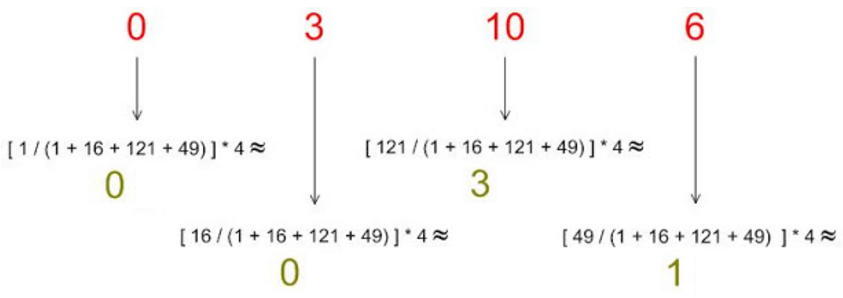 0 3 10 6
[ 1 / (1 + 16 + 121 + 49) ] * 4 ≈
0
[ 121 / (1 + 16 + 121 + 49) ] * 4 ≈
3
[ 16 / (1 + 16 + 121 + 49) ] * 4 ≈
0
[ 49 / (1 + 16 + 121 + 49) ] * 4 ≈
1